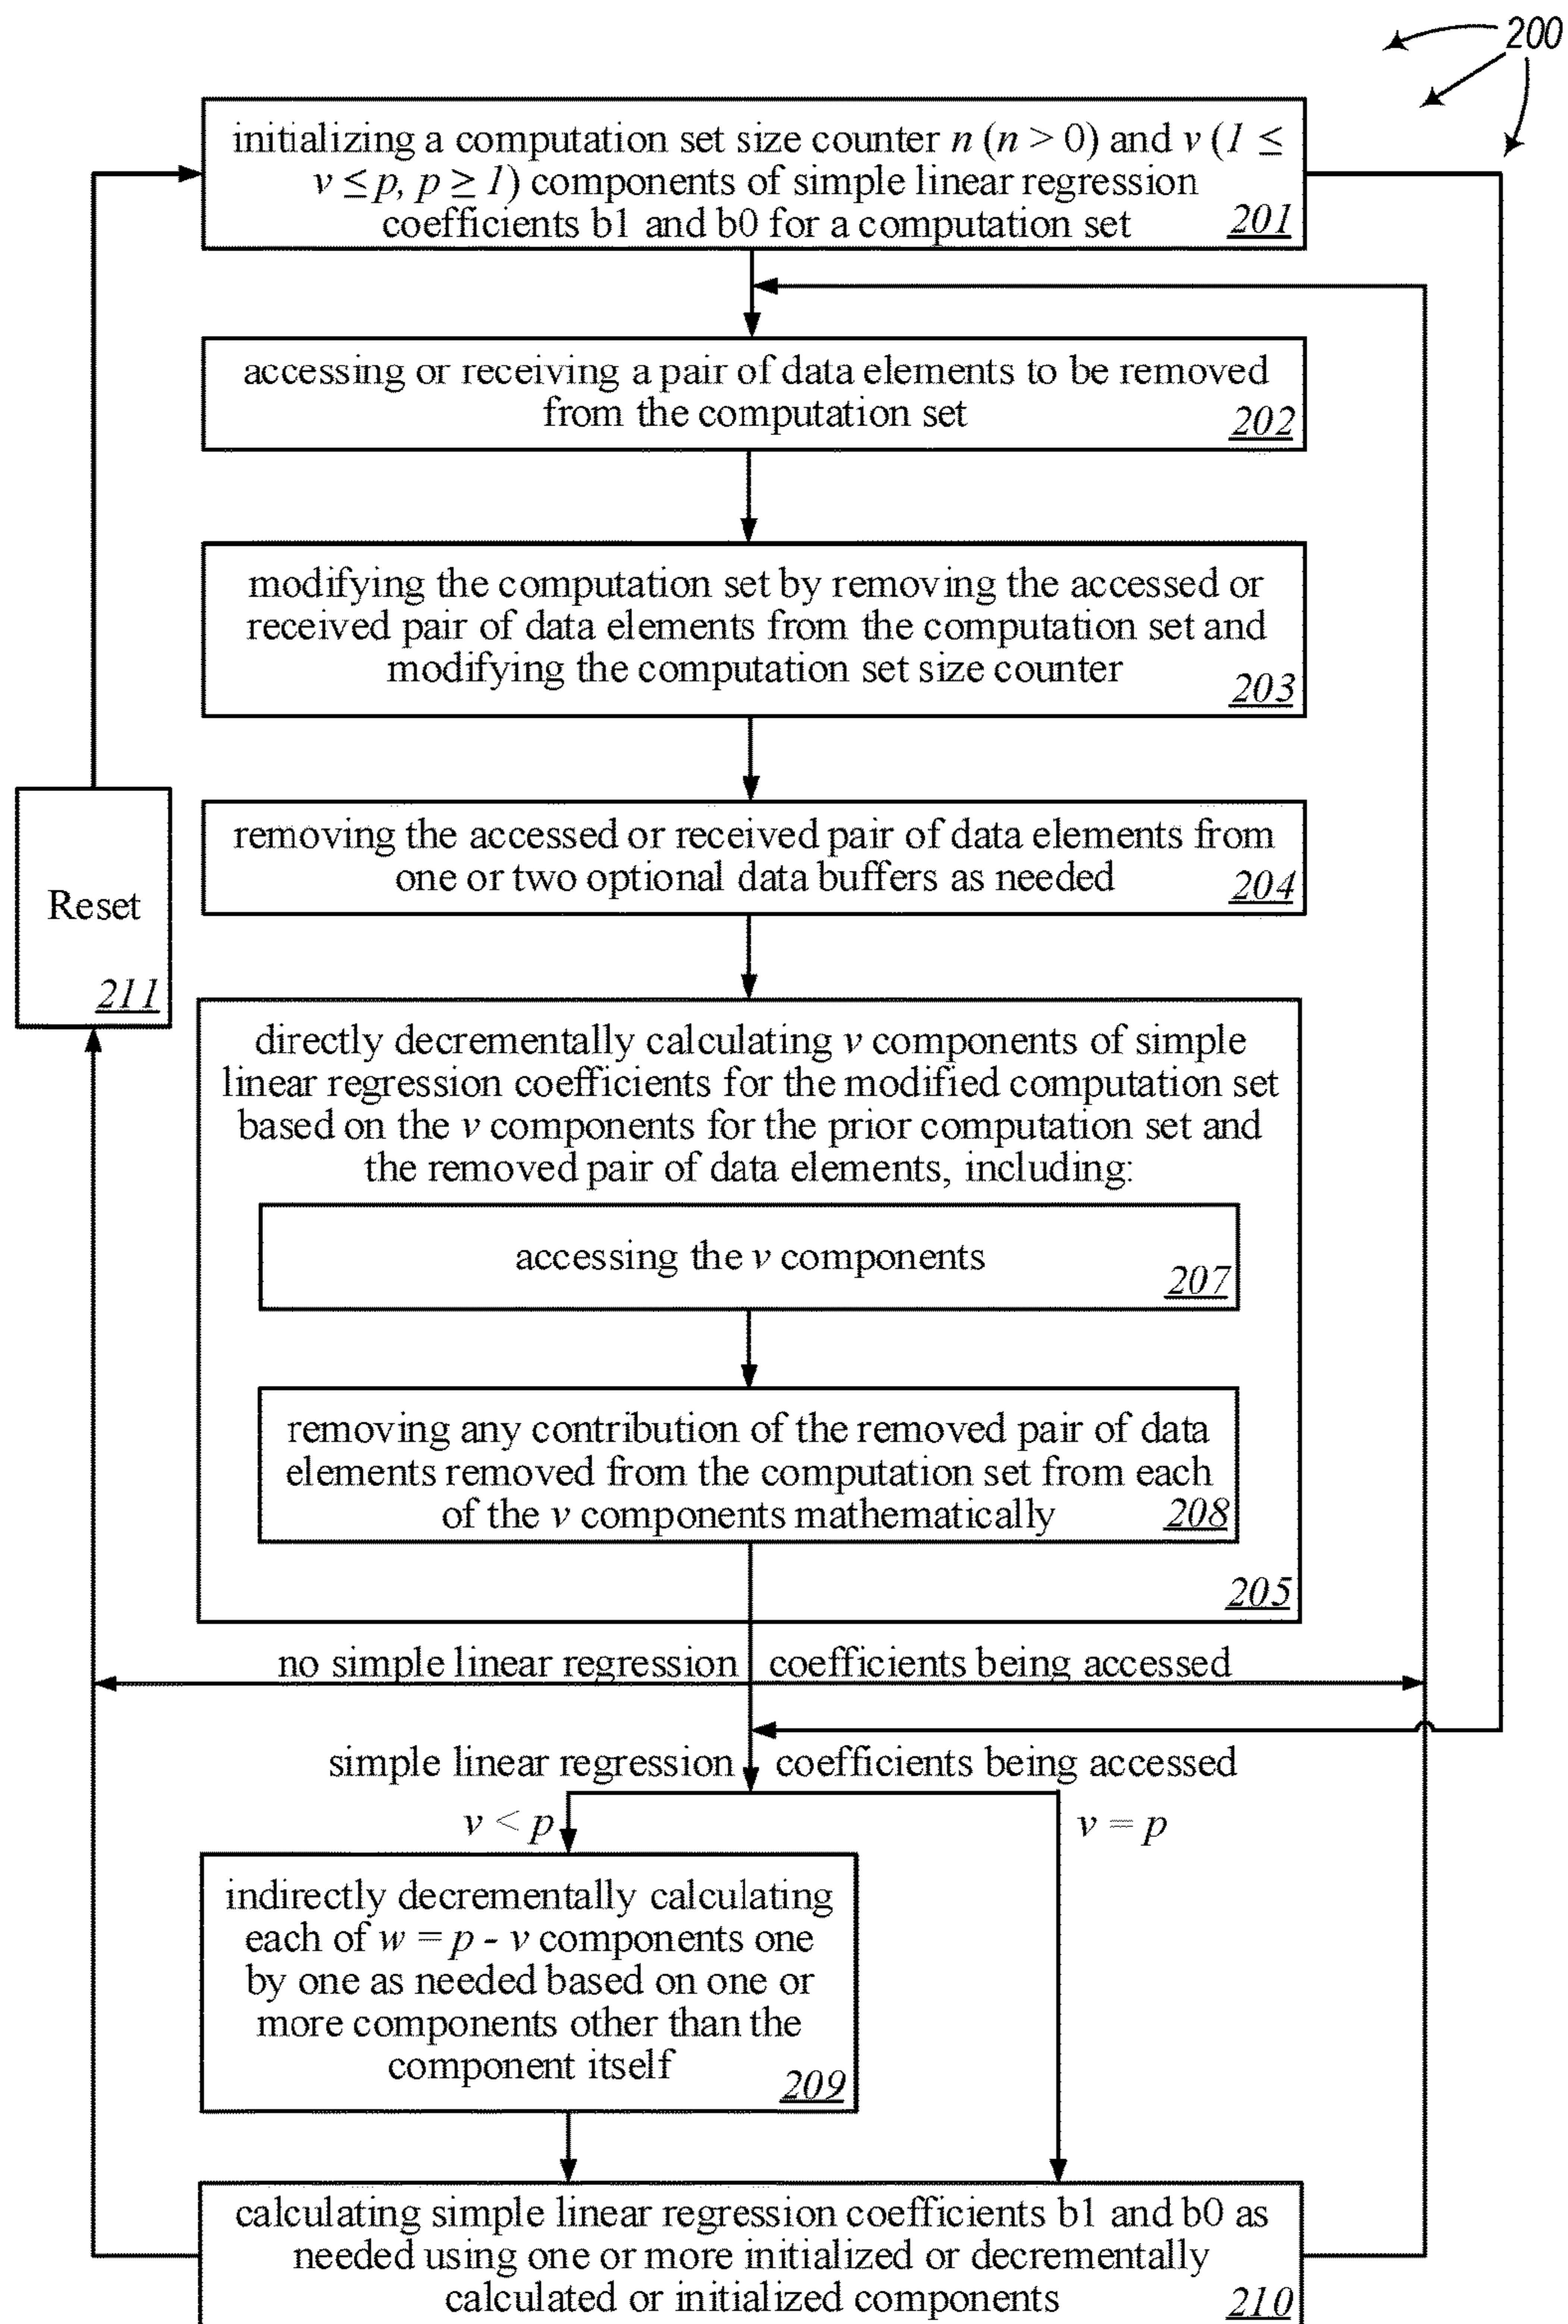 200
initializing a computation set size counter n (n > 0) and v (1 ≤
v ≤ p, p ≥ 1) components of simple linear regression
coefficients b1 and b0 for a computation set
201
accessing or receiving a pair of data elements to be removed
from the computation set
202
modifying the computation set by removing the accessed or
received pair of data elements from the computation set and
modifying the computation set size counter
203
removing the accessed or received pair of data elements from
one or two optional data buffers as needed
204
Reset
211
directly decrementally calculating v components of simple
linear regression coefficients for the modified computation set
based on the v components for the prior computation set and
the removed pair of data elements, including:
accessing the v components
207
removing any contribution of the removed pair of data
elements removed from the computation set from each
of the v components mathematically
208
205
no simple linear regression coefficients being accessed
simple linear regression coefficients being accessed
v < p
v = p
indirectly decrementally calculating
each of w = p - v components one
by one as needed based on one or
more components other than the
component itself
209
calculating simple linear regression coefficients b1 and b0 as
needed using one or more initialized or decrementally
calculated or initialized components
210